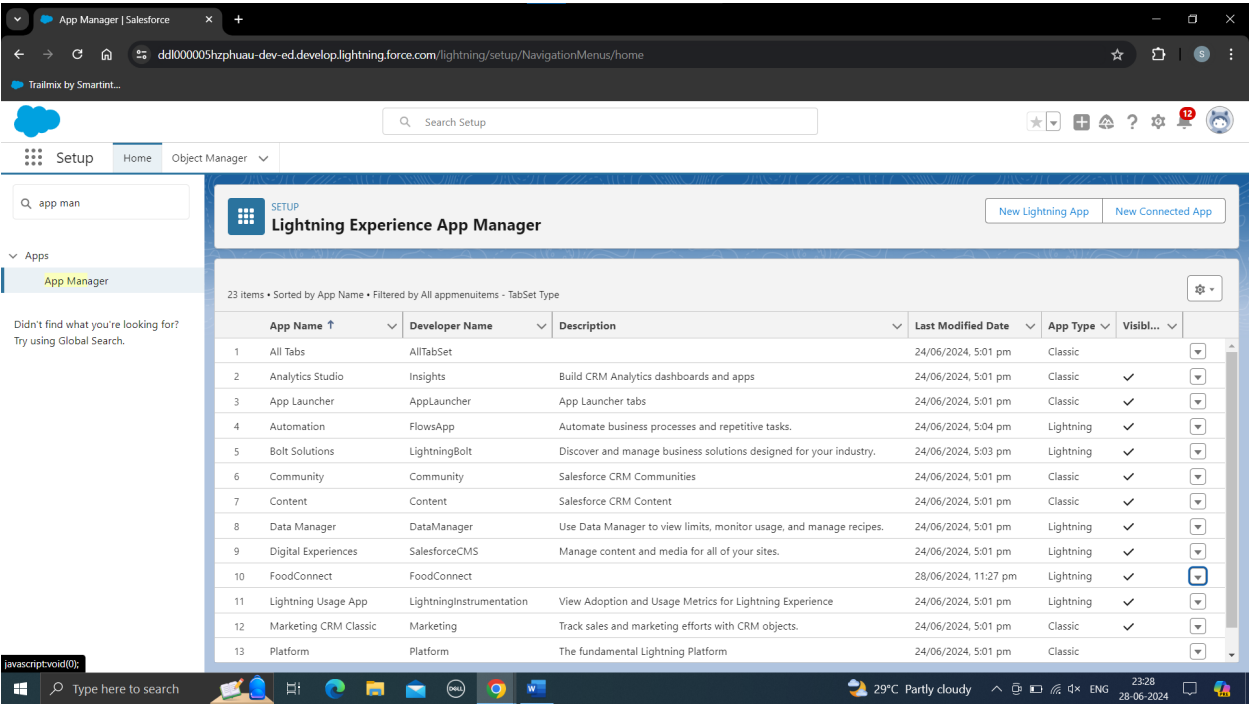 App Manager | Salesforce
ddl000005hzphuau-dev-ed.develop.lightning.force.com/lightning/setup/NavigationMenus/home
S
Trailmix by Smartint...
Search Setup
12
Setup Home Object Manager
app man
Apps
App Manager
Didn't find what you're looking for?
Try using Global Search.
SETUP
Lightning Experience App Manager
New Lightning App New Connected App
23 items • Sorted by App Name • Filtered by All appmenuitems - TabSet Type
App Name ↑ Developer Name Description Last Modified Date App Type Visibl...
1 All Tabs AllTabSet 24/06/2024, 5:01 pm Classic
2 Analytics Studio Insights Build CRM Analytics dashboards and apps 24/06/2024, 5:01 pm Classic
3 App Launcher AppLauncher App Launcher tabs 24/06/2024, 5:01 pm Classic
4 Automation FlowsApp Automate business processes and repetitive tasks. 24/06/2024, 5:04 pm Lightning
5 Bolt Solutions LightningBolt Discover and manage business solutions designed for your industry. 24/06/2024, 5:03 pm Lightning
6 Community Community Salesforce CRM Communities 24/06/2024, 5:01 pm Classic
7 Content Content Salesforce CRM Content 24/06/2024, 5:01 pm Classic
8 Data Manager DataManager Use Data Manager to view limits, monitor usage, and manage recipes. 24/06/2024, 5:01 pm Lightning
9 Digital Experiences SalesforceCMS Manage content and media for all of your sites. 24/06/2024, 5:01 pm Lightning
10 FoodConnect FoodConnect 28/06/2024, 11:27 pm Lightning
11 Lightning Usage App LightningInstrumentation View Adoption and Usage Metrics for Lightning Experience 24/06/2024, 5:01 pm Lightning
12 Marketing CRM Classic Marketing Track sales and marketing efforts with CRM objects. 24/06/2024, 5:01 pm Classic
13 Platform Platform The fundamental Lightning Platform 24/06/2024, 5:01 pm Classic
javascript:void(0);
Type here to search
DELL
W
29°C Partly cloudy
ENG
23:28
28-06-2024